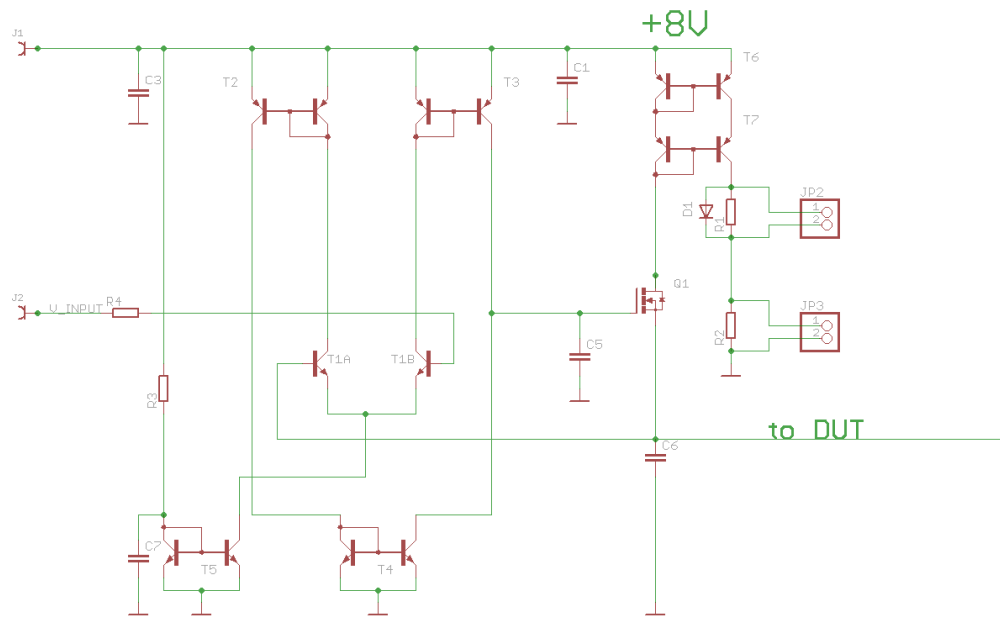 +8V
J1
T6
C3
T2
T3
C1
T7
D1
R1
JP2
1
2
J2
V_INPUT
R4
Q1
JP3
1
2
R2
C5
T1A
T1B
R3
to DUT
C6
C7
T5
T4